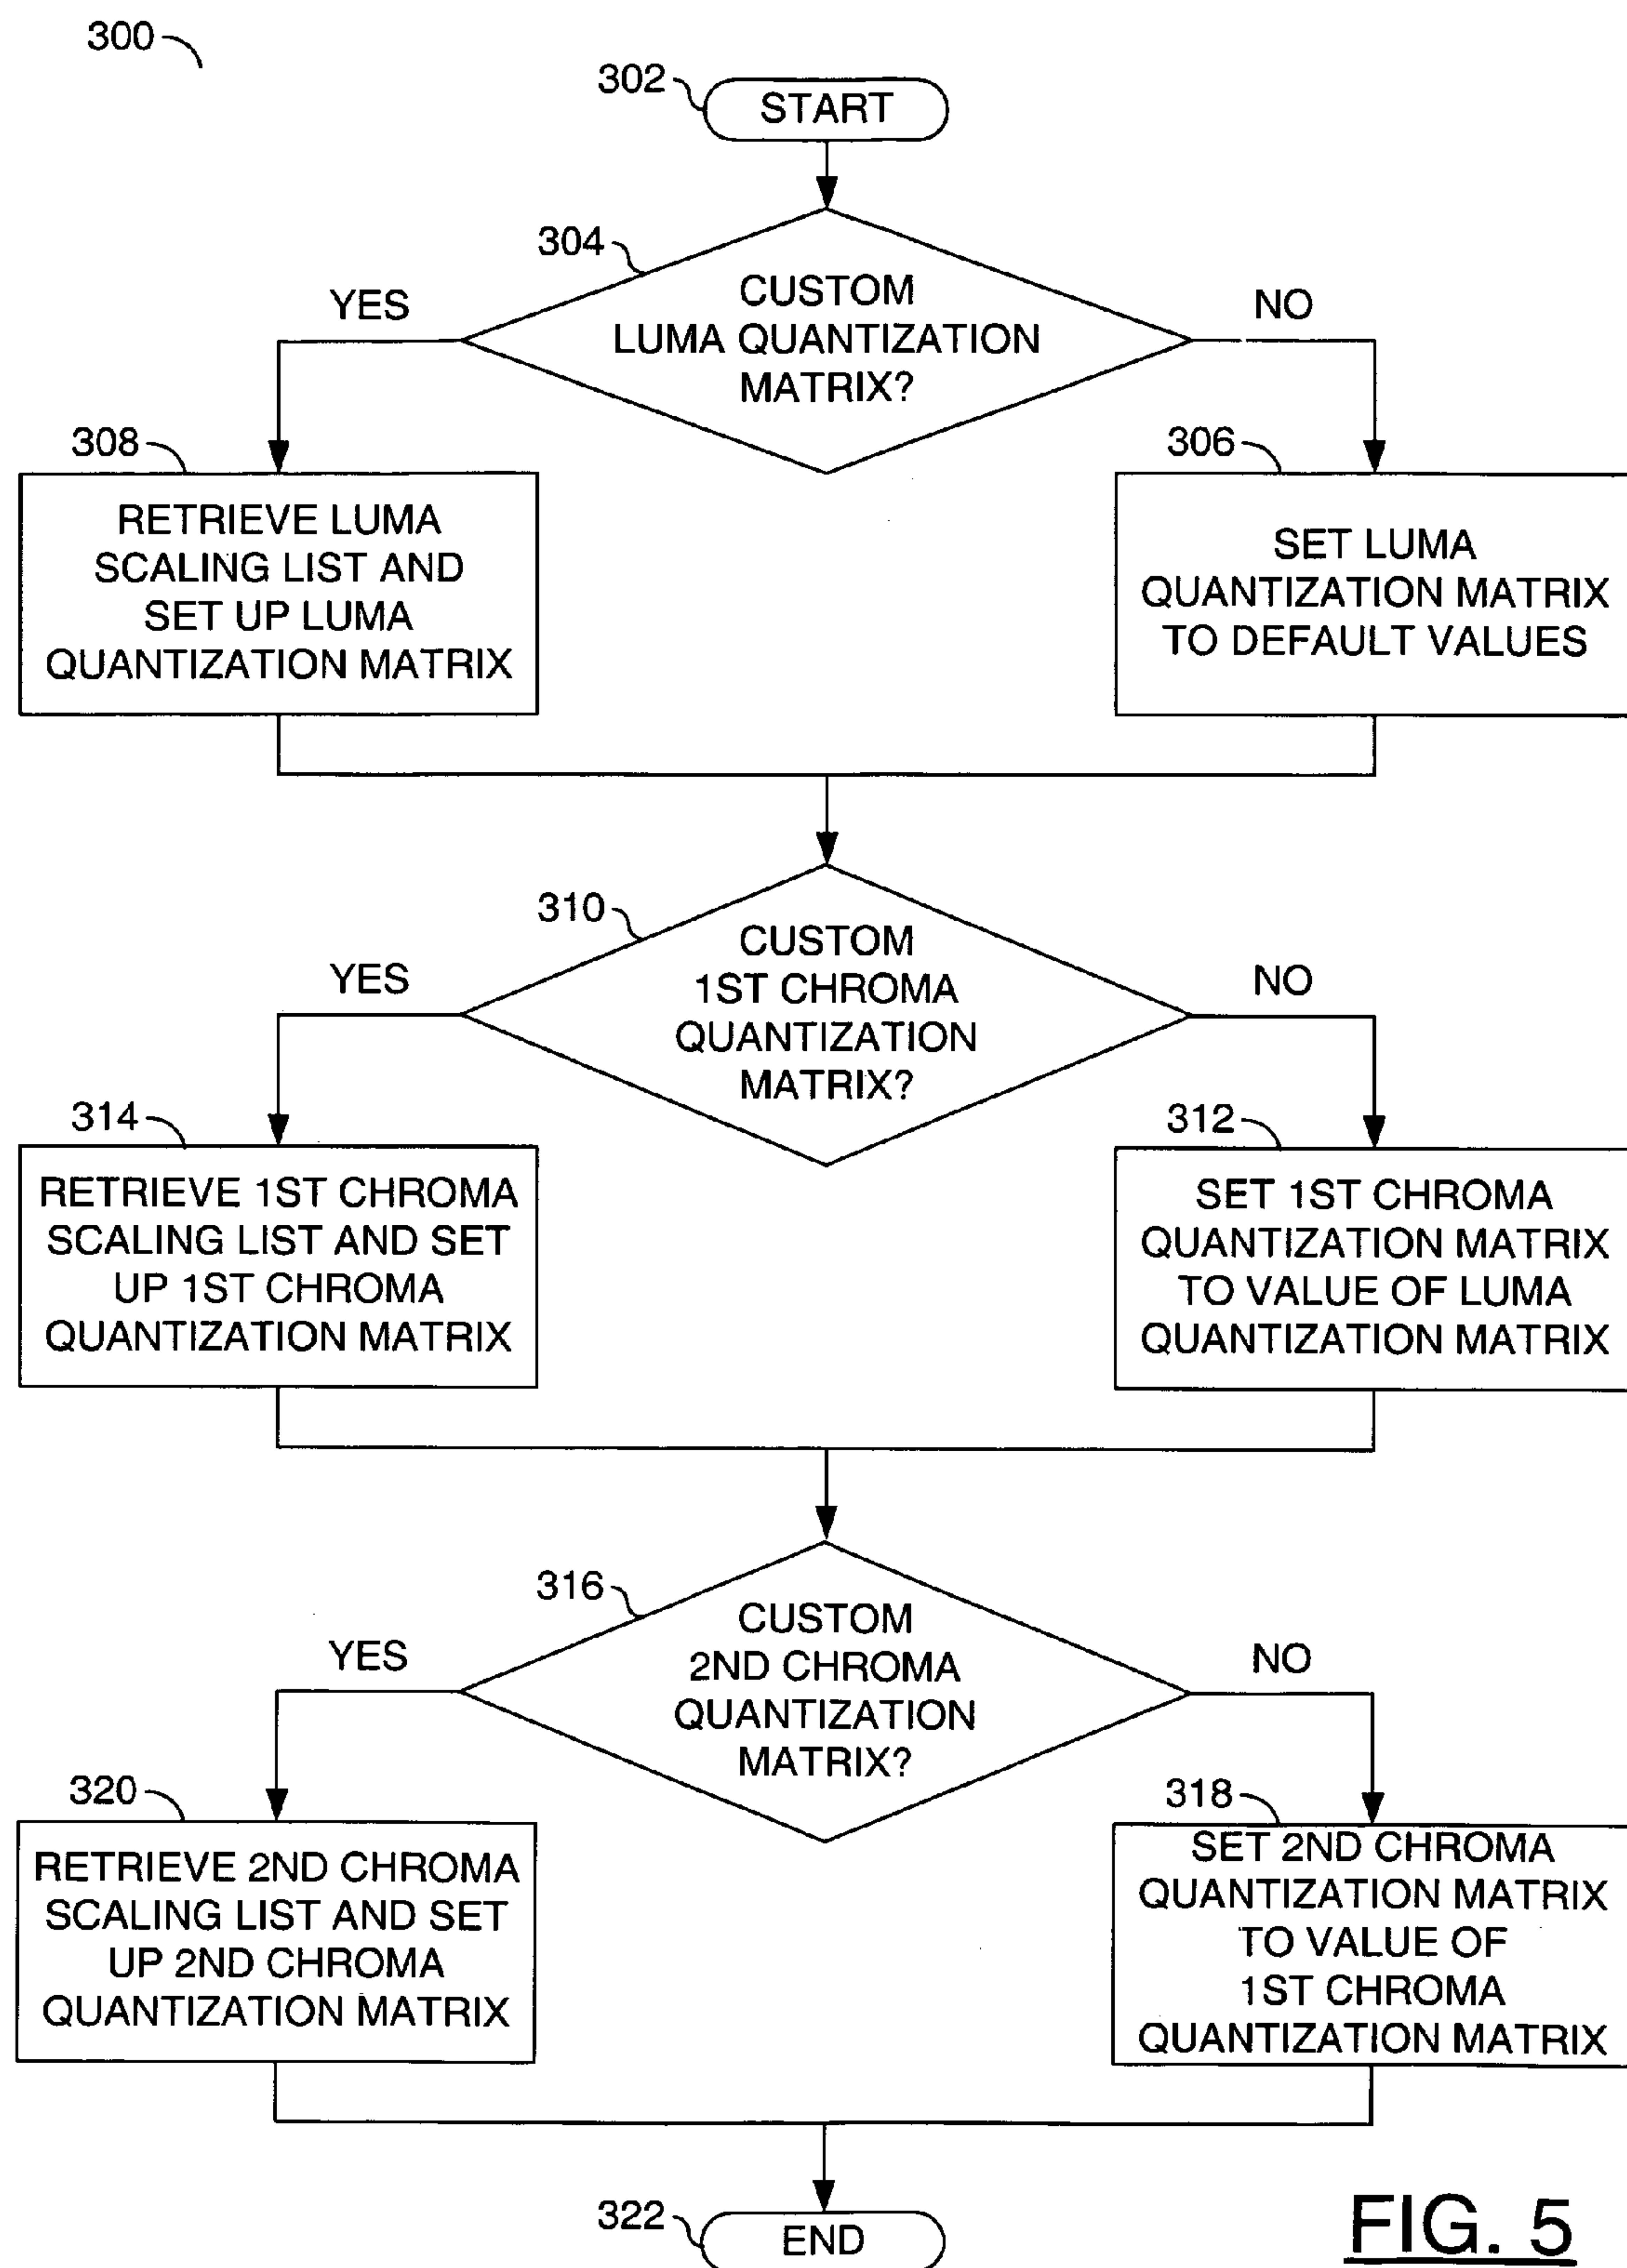 300
302
START
304
CUSTOM
LUMA QUANTIZATION
MATRIX?
YES
NO
308
RETRIEVE LUMA
SCALING LIST AND
SET UP LUMA
QUANTIZATION MATRIX
306
SET LUMA
QUANTIZATION MATRIX
TO DEFAULT VALUES
310
CUSTOM
1ST CHROMA
QUANTIZATION
MATRIX?
YES
NO
314
RETRIEVE 1ST CHROMA
SCALING LIST AND SET
UP 1ST CHROMA
QUANTIZATION MATRIX
312
SET 1ST CHROMA
QUANTIZATION MATRIX
TO VALUE OF LUMA
QUANTIZATION MATRIX
316
CUSTOM
2ND CHROMA
QUANTIZATION
MATRIX?
YES
NO
320
RETRIEVE 2ND CHROMA
SCALING LIST AND SET
UP 2ND CHROMA
QUANTIZATION MATRIX
318
SET 2ND CHROMA
QUANTIZATION MATRIX
TO VALUE OF
1ST CHROMA
QUANTIZATION MATRIX
322
END
FIG. 5